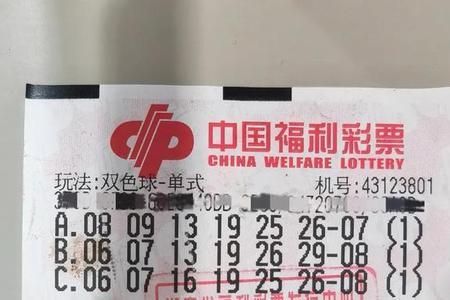 中国福利彩票
CHINA WELFARE LOTTERY
玩法:双色球-单式 机号:43123801
A.08 09 13 19 25 26-07 (1)
B.06 07 13 19 26 29-08 (1)
C.06 07 16 19 25 26-08 (1)